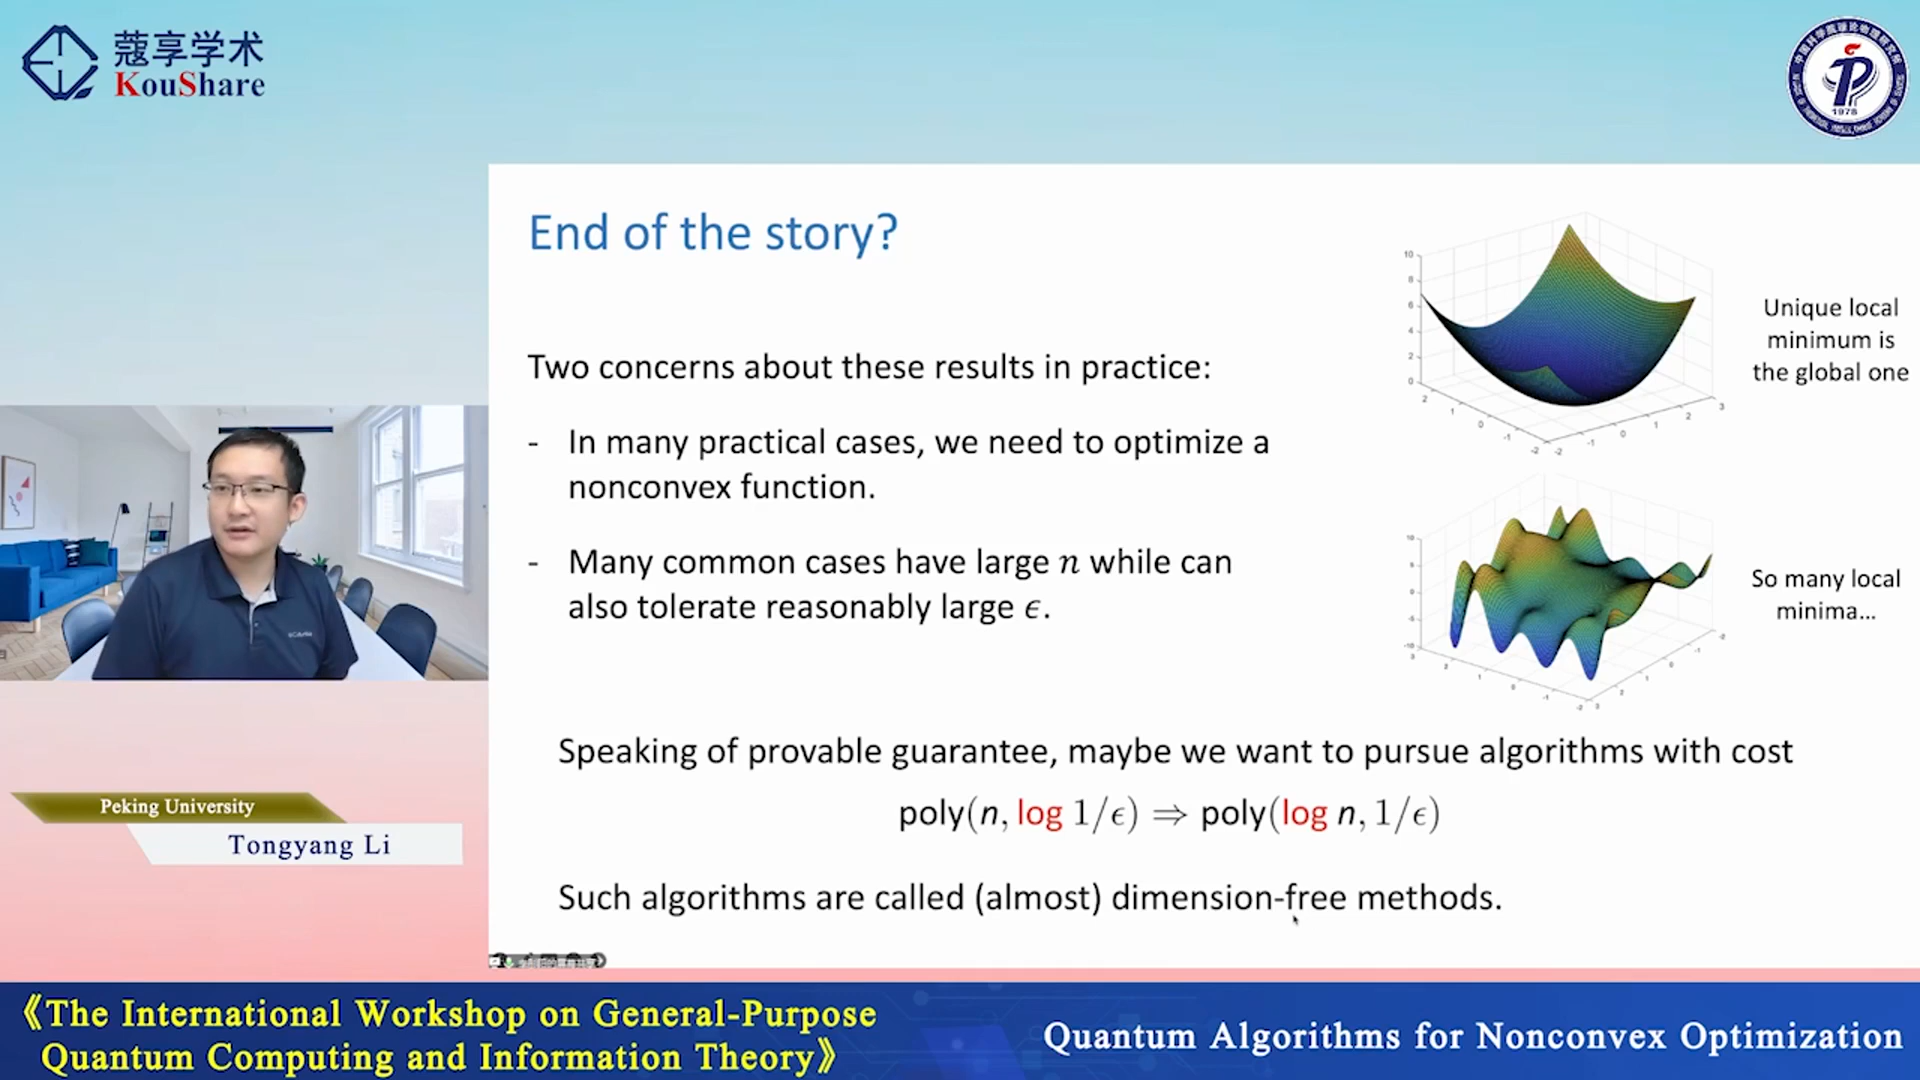 蔻享学术
KouShare
1978
End of the story?
Two concerns about these results in practice:
- In many practical cases, we need to optimize a
nonconvex function.
- Many common cases have large n while can
also tolerate reasonably large ϵ.
Unique local
minimum is
the global one
So many local
minima...
Speaking of provable guarantee, maybe we want to pursue algorithms with cost
poly(n, log 1/ϵ) ⇒ poly(log n, 1/ϵ)
Such algorithms are called (almost) dimension-free methods.
Peking University
Tongyang Li
《The International Workshop on General-Purpose
Quantum Computing and Information Theory》
Quantum Algorithms for Nonconvex Optimization